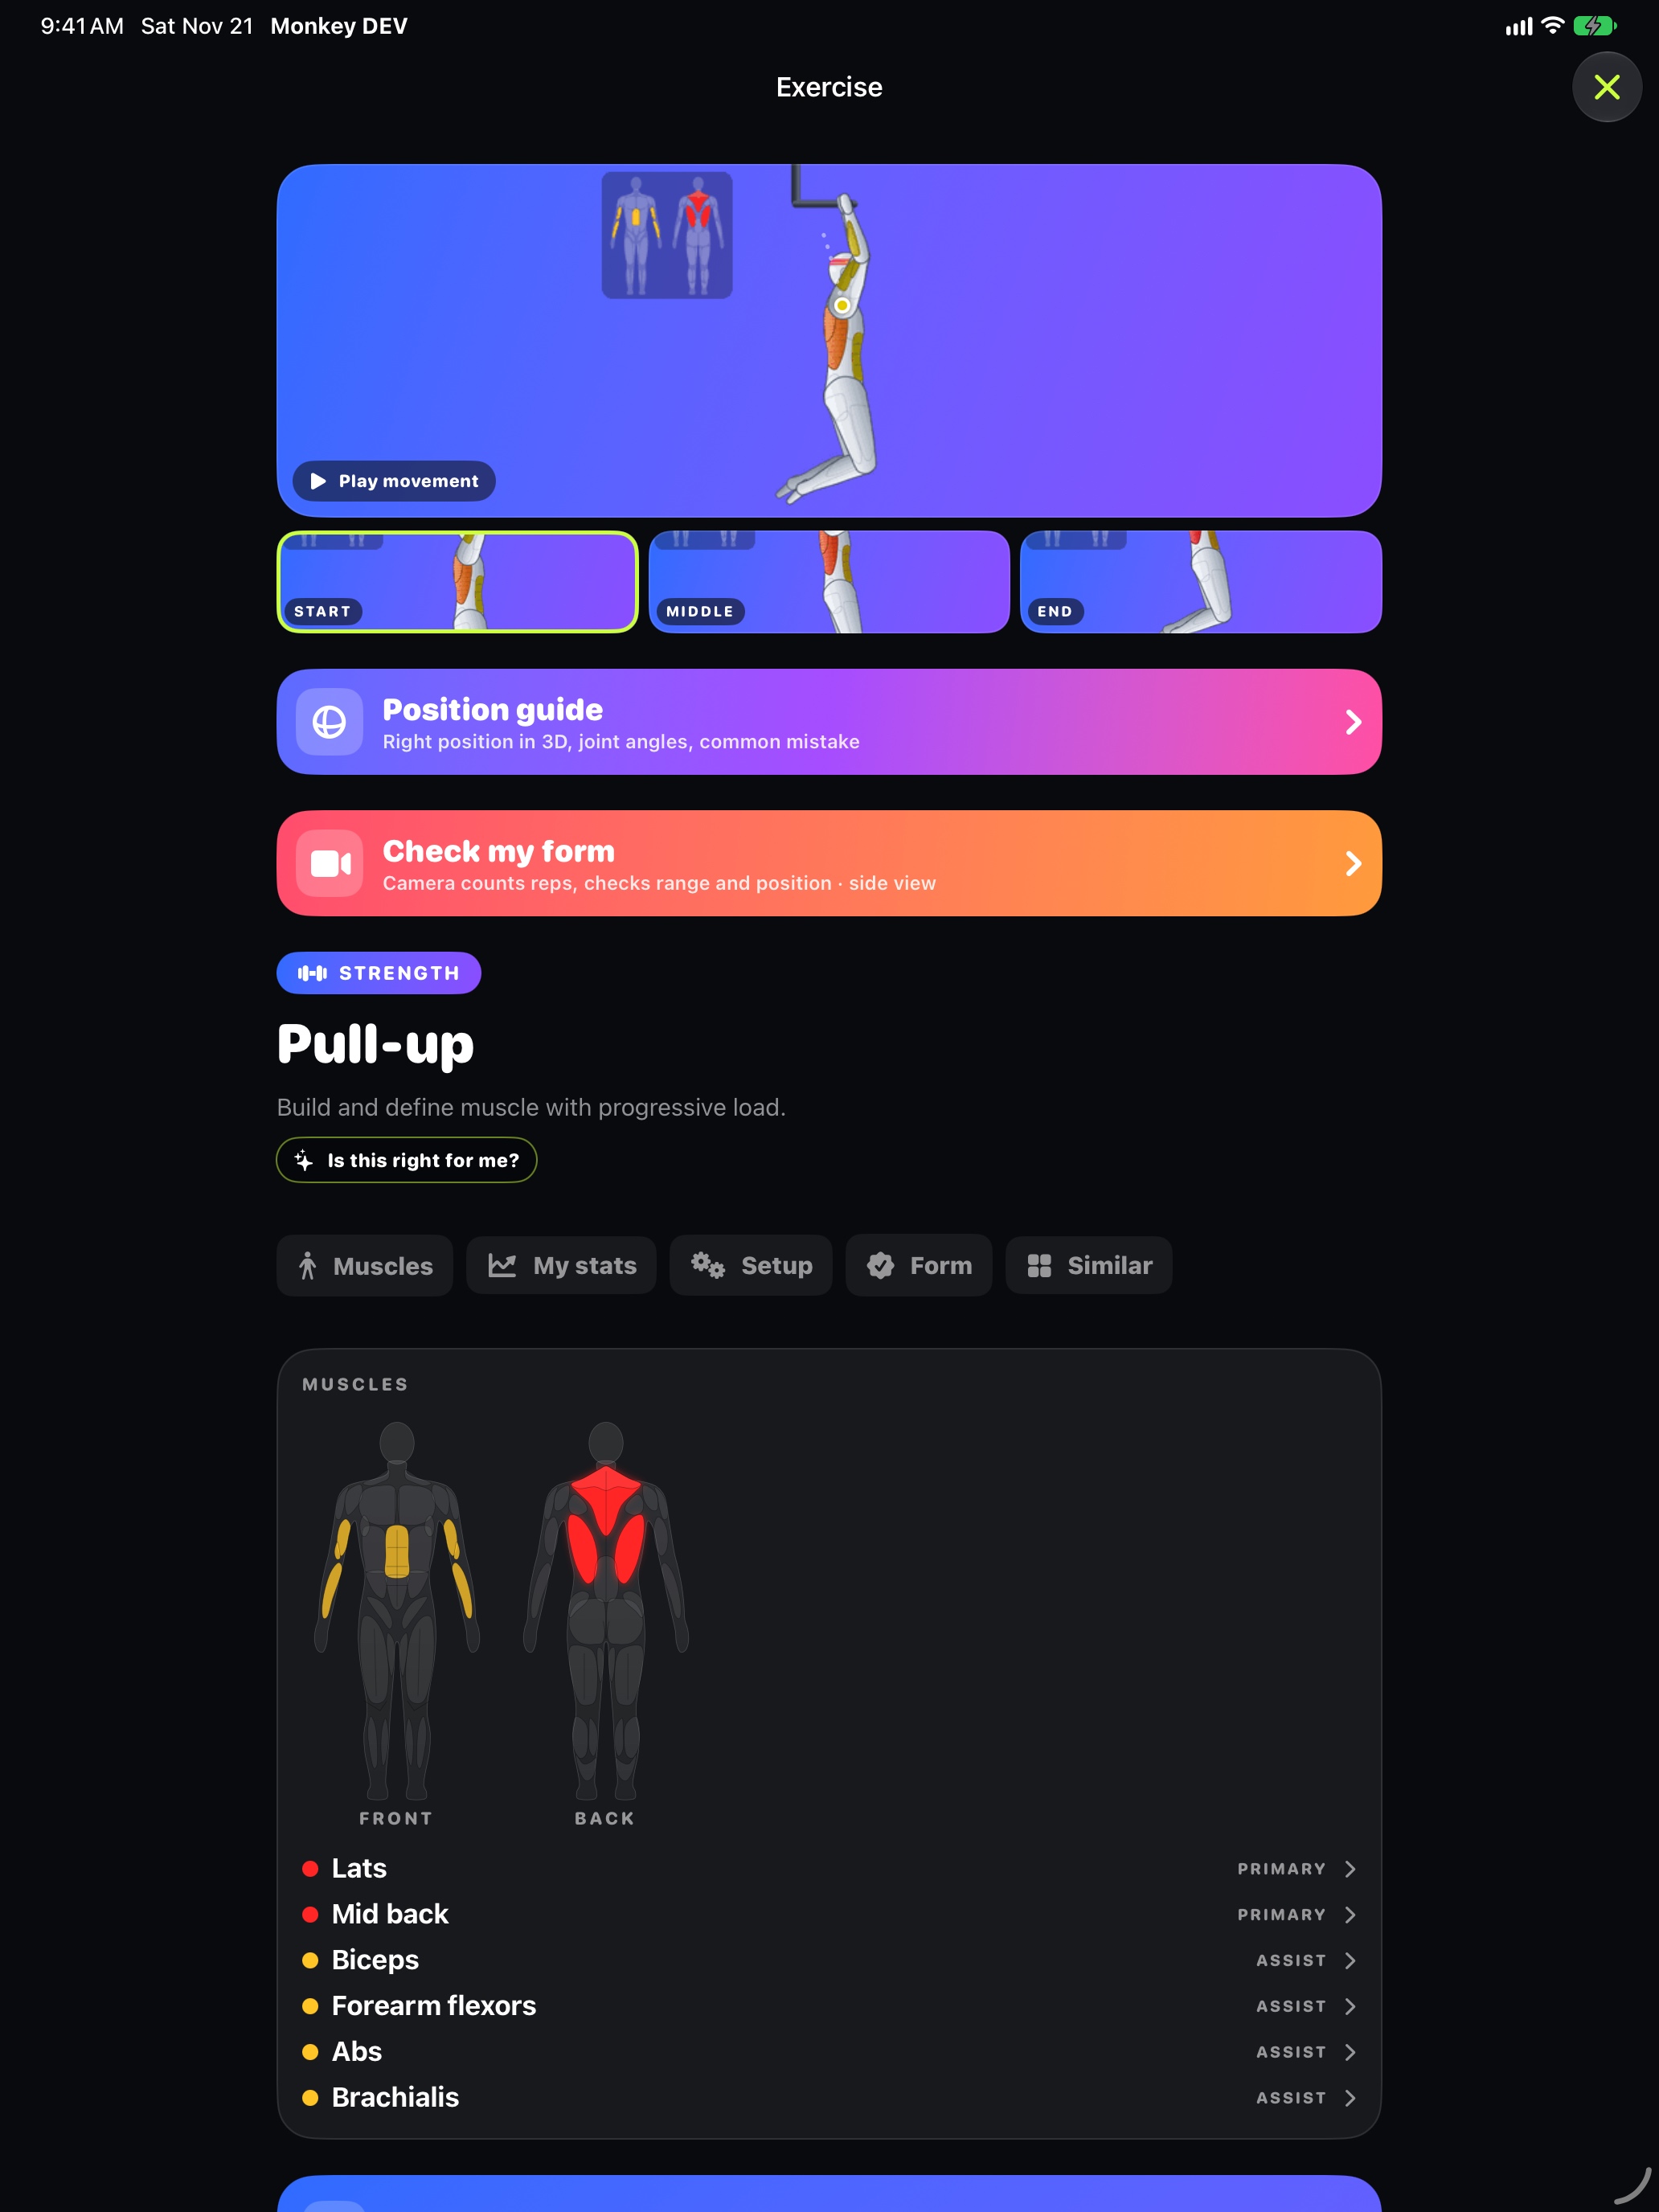 9:41 AM Sat Nov 21 Monkey DEV
Exercise
Play movement
START
MIDDLE
END
Position guide
Right position in 3D, joint angles, common mistake
Check my form
Camera counts reps, checks range and position · side view
STRENGTH
Pull-up
Build and define muscle with progressive load.
Is this right for me?
Muscles
My stats
Setup
Form
Similar
MUSCLES
FRONT
BACK
Lats PRIMARY
Mid back PRIMARY
Biceps ASSIST
Forearm flexors ASSIST
Abs ASSIST
Brachialis ASSIST